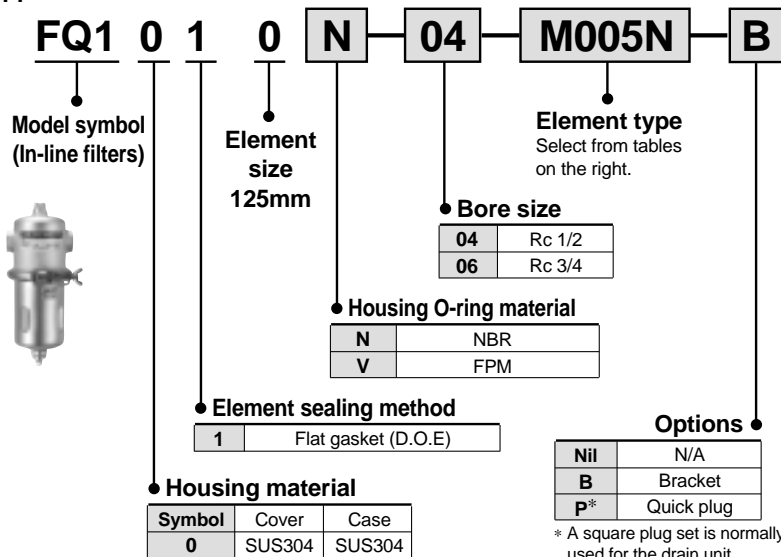 FQ1 0 1 0 N 04 M005N B
Model symbol
(In-line filters)
Element
size
125mm
Element type
Select from tables
on the right.
Bore size
04 Rc 1/2
06 Rc 3/4
Housing O-ring material
N NBR
V FPM
Element sealing method
1 Flat gasket (D.O.E)
Options
Nil N/A
B Bracket
P* Quick plug
* A square plug set is normally
used for the drain unit
Housing material
Symbol Cover Case
0 SUS304 SUS304